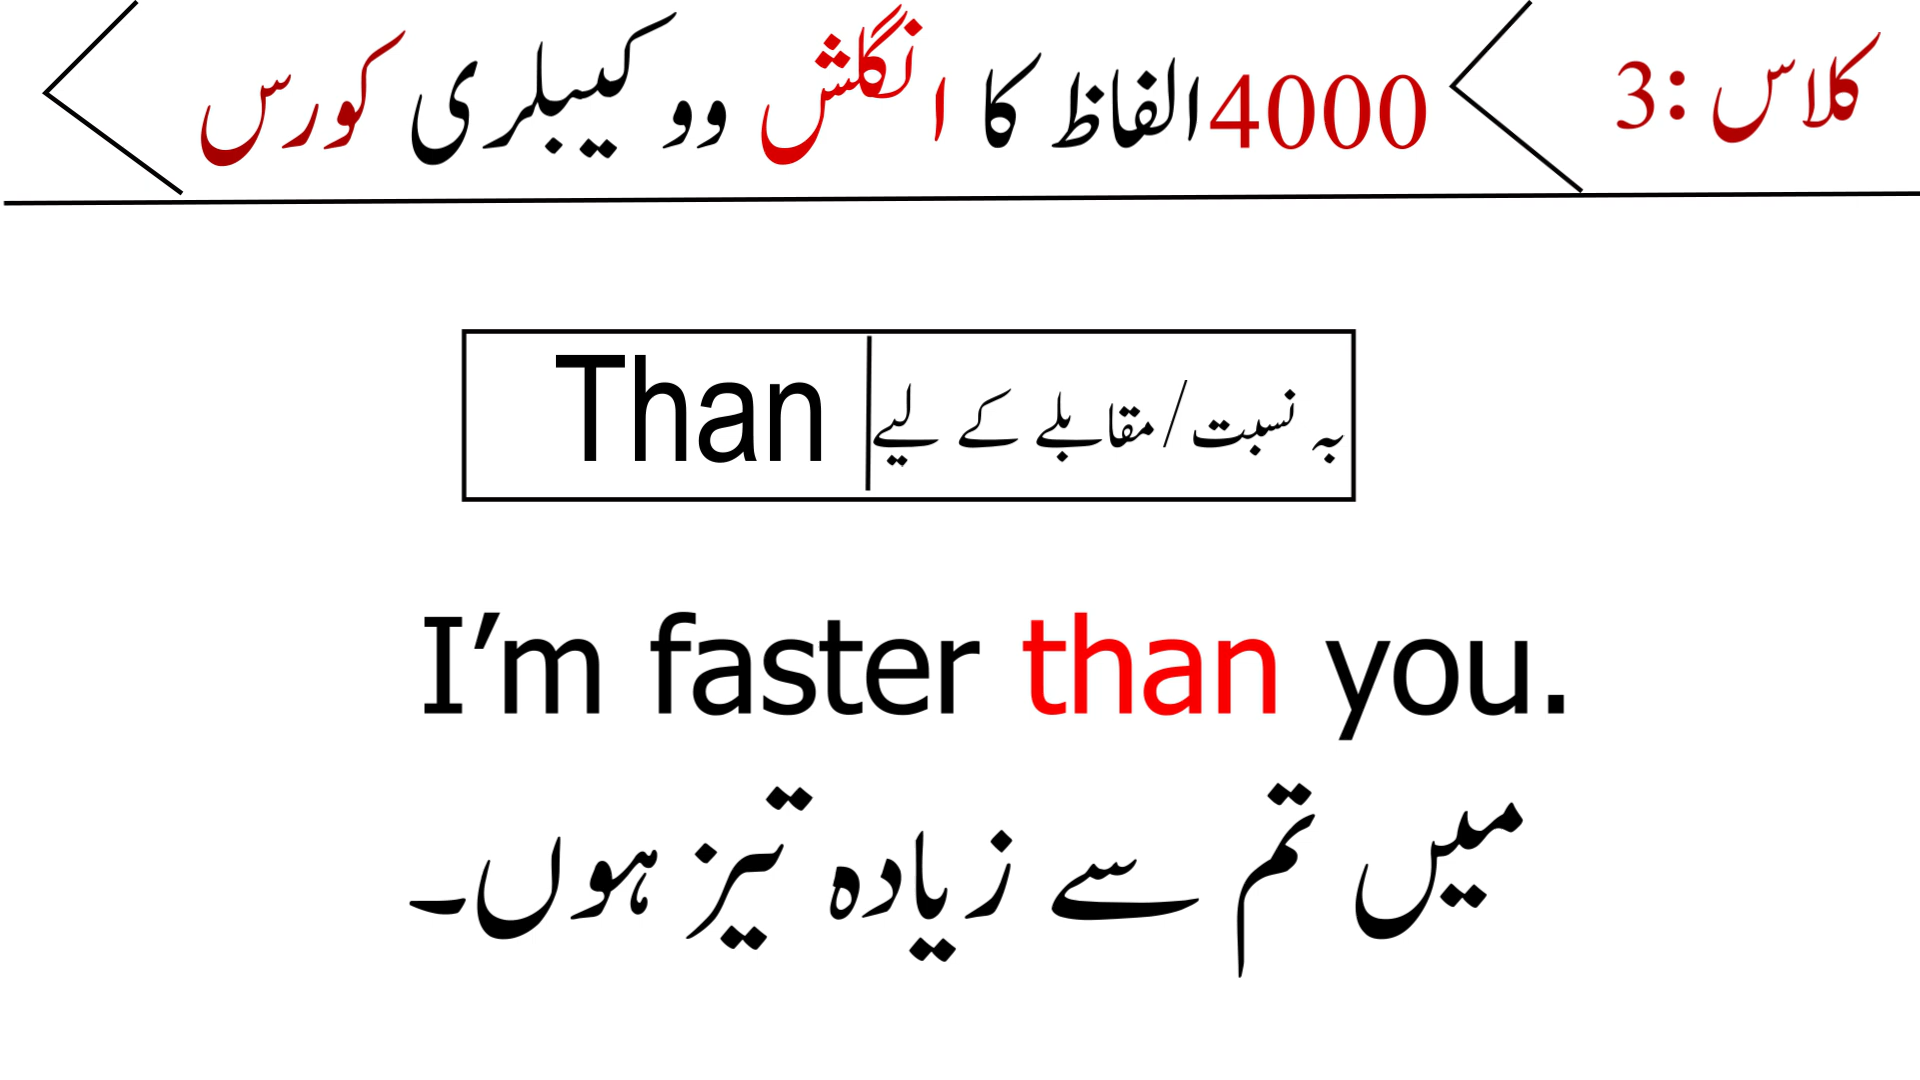 کلاس :3 4000 الفاظ کا انگلش ووکیبلری کورس
Than بہ نسبت/مقابلے کے لیے
I’m faster than you.
میں تم سے زیادہ تیز ہوں۔